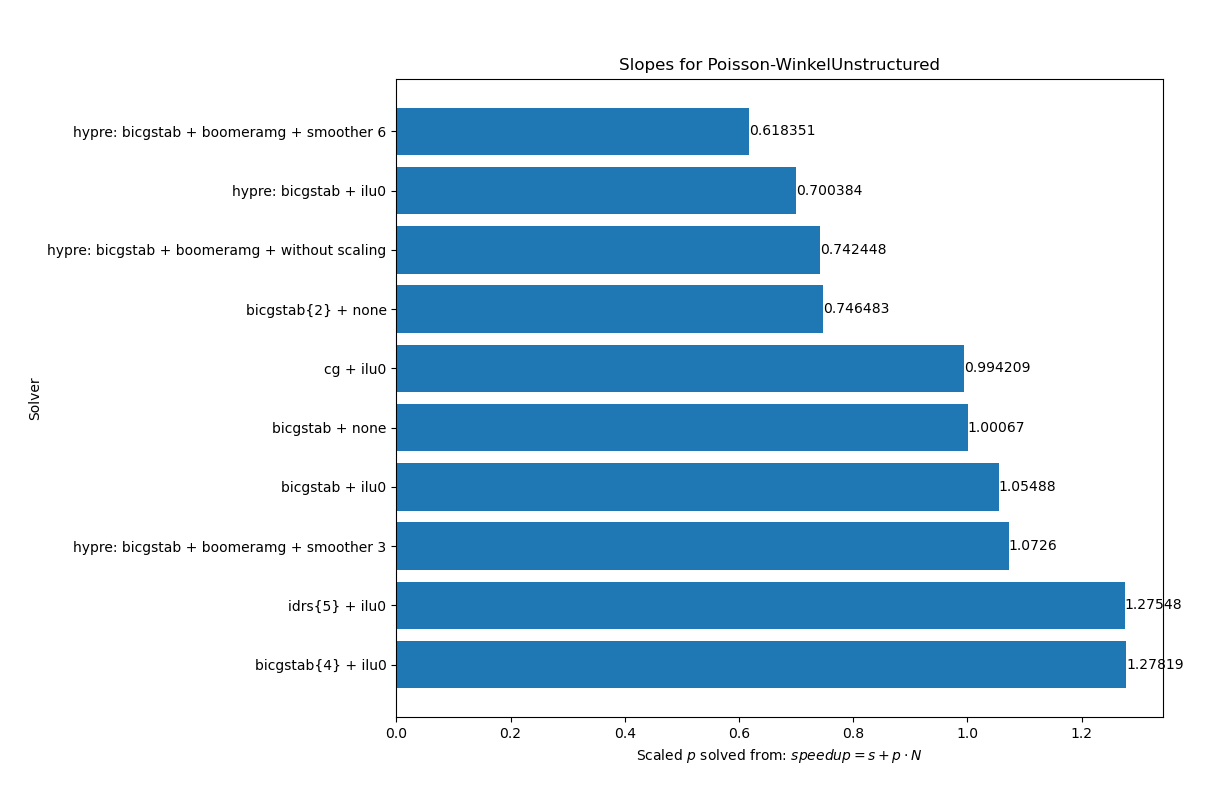 Slopes for Poisson-WinkelUnstructured
hypre: bicgstab + boomeramg + smoother 6
0.618351
hypre: bicgstab + ilu0
0.700384
hypre: bicgstab + boomeramg + without scaling
0.742448
bicgstab{2} + none
0.746483
cg + ilu0
0.994209
bicgstab + none
1.00067
bicgstab + ilu0
1.05488
hypre: bicgstab + boomeramg + smoother 3
1.0726
idrs{5} + ilu0
1.27548
bicgstab{4} + ilu0
1.27819
Solver
0.0 0.2 0.4 0.6 0.8 1.0 1.2
Scaled p solved from: speedup = s + p · N